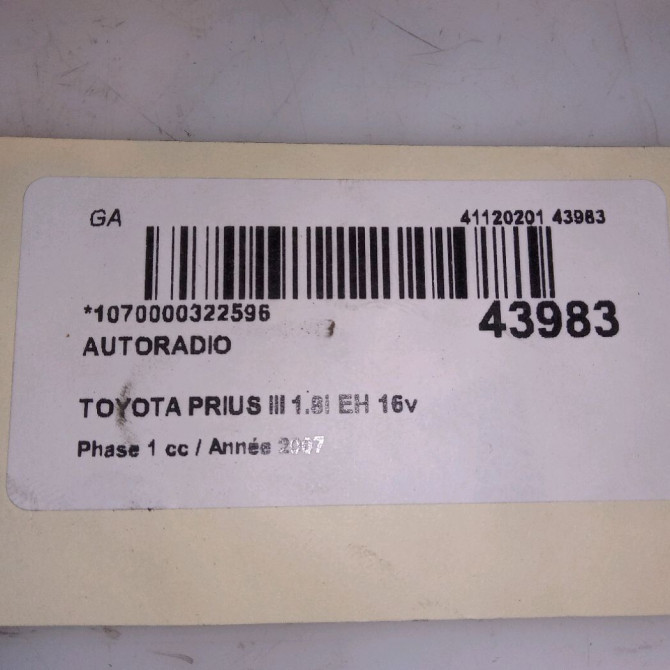 GA
41120201 43983
*1070000322596
43983
AUTORADIO
TOYOTA PRIUS III 1.8i EH 16v
Phase 1 cc / Année 2007